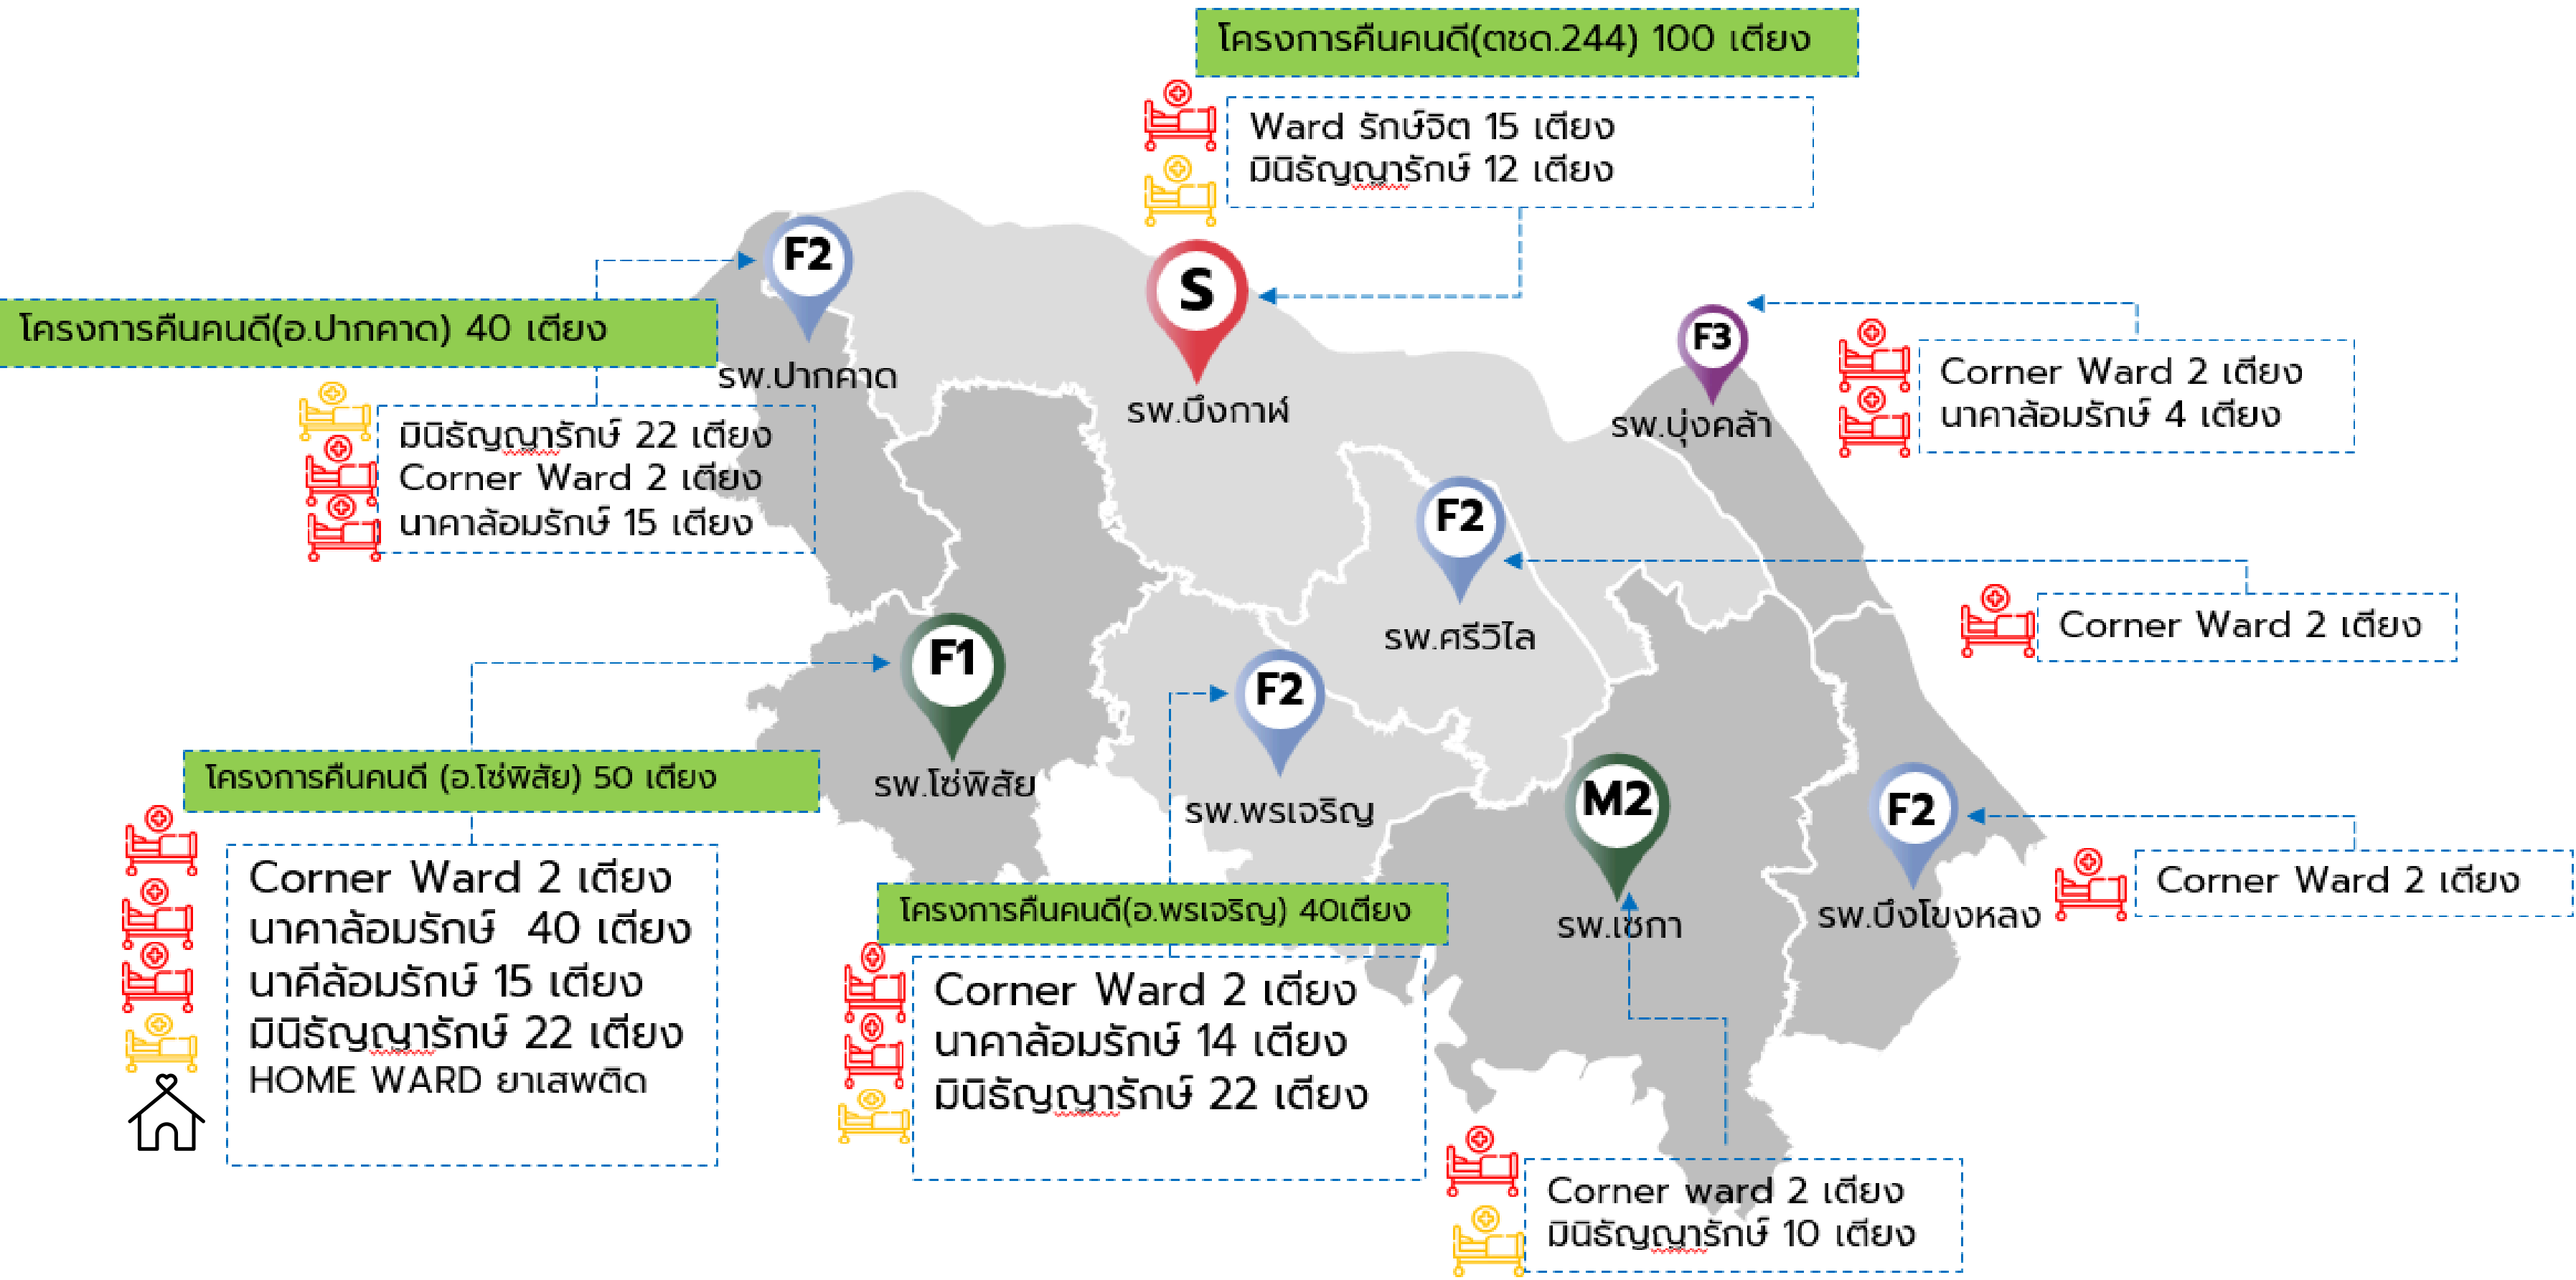 โครงการคืนคนดี(ตชด.244) 100 เตียง
Ward รักษ์จิต 15 เตียง
มินิธัญญารักษ์ 12 เตียง
S
รพ.บึงกาฬ
F2
รพ.ปากคาด
โครงการคืนคนดี(อ.ปากคาด) 40 เตียง
มินิธัญญารักษ์ 22 เตียง
Corner Ward 2 เตียง
นาคาล้อมรักษ์ 15 เตียง
F3
รพ.บุ่งคล้า
Corner Ward 2 เตียง
นาคาล้อมรักษ์ 4 เตียง
F2
รพ.ศรีวิไล
Corner Ward 2 เตียง
F1
รพ.โซ่พิสัย
โครงการคืนคนดี (อ.โซ่พิสัย) 50 เตียง
Corner Ward 2 เตียง
นาคาล้อมรักษ์ 40 เตียง
นาคีล้อมรักษ์ 15 เตียง
มินิธัญญารักษ์ 22 เตียง
HOME WARD ยาเสพติด
F2
รพ.พรเจริญ
โครงการคืนคนดี(อ.พรเจริญ) 40เตียง
Corner Ward 2 เตียง
นาคาล้อมรักษ์ 14 เตียง
มินิธัญญารักษ์ 22 เตียง
M2
รพ.เซกา
Corner ward 2 เตียง
มินิธัญญารักษ์ 10 เตียง
F2
รพ.บึงโขงหลง
Corner Ward 2 เตียง